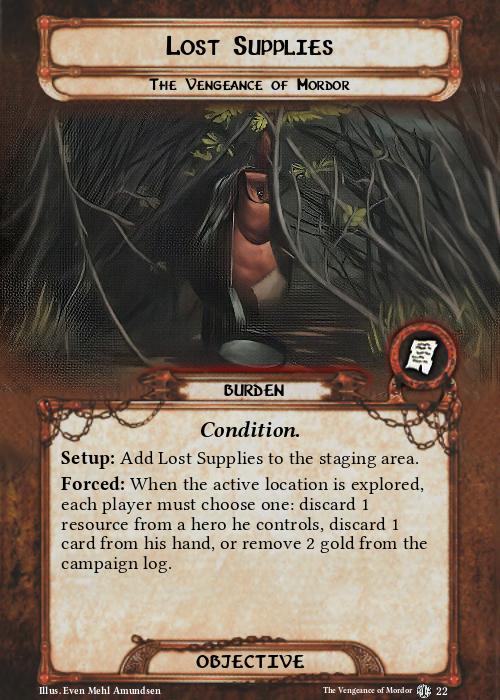 Lost Supplies
The Vengeance of Mordor
BURDEN
Condition.
Setup: Add Lost Supplies to the staging area.
Forced: When the active location is explored,
each player must choose one: discard 1
resource from a hero he controls, discard 1
card from his hand, or remove 2 gold from the
campaign log.
OBJECTIVE
Illus. Even Mehl Amundsen
The Vengeance of Mordor 22